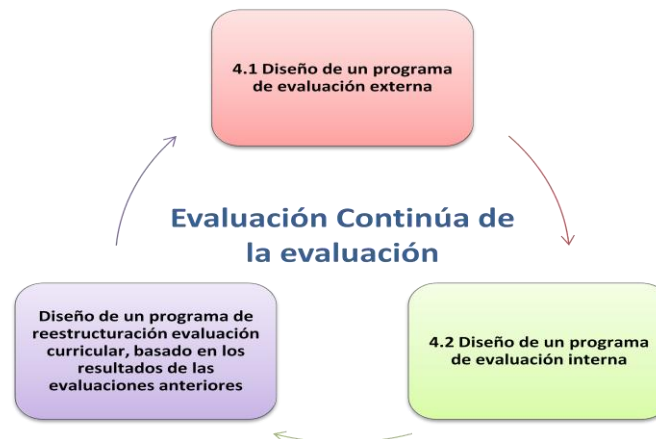 4.1 Diseño de un programa
de evaluación externa
Evaluación Continúa de
la evaluación
Diseño de un programa de
reestructuración evaluación
curricular, basado en los
resultados de las
evaluaciones anteriores
4.2 Diseño de un programa
de evaluación interna